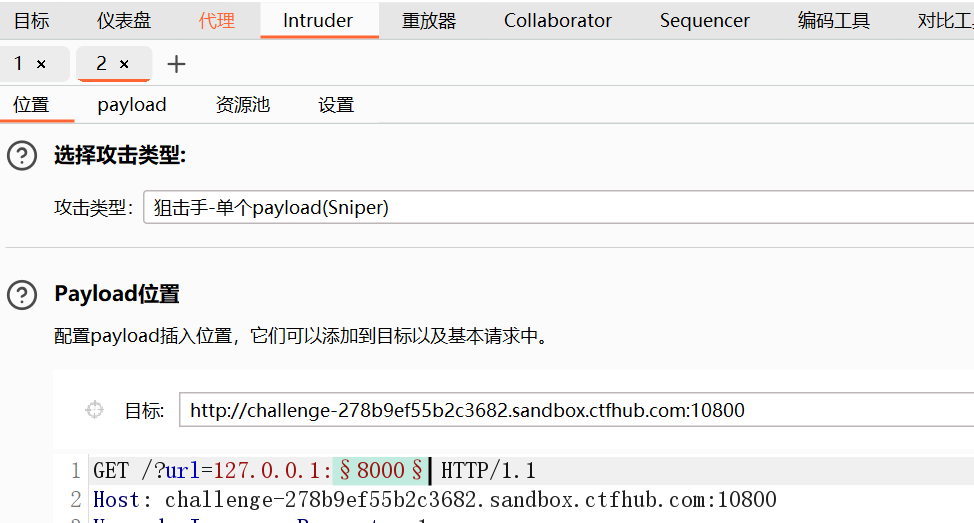 目标 仪表盘 代理 Intruder 重放器 Collaborator Sequencer 编码工具 对比工
1 × 2 × +
位置 payload 资源池 设置
? 选择攻击类型:
攻击类型: 狙击手-单个payload(Sniper)
? Payload位置
配置payload插入位置，它们可以添加到目标以及基本请求中。
目标: http://challenge-278b9ef55b2c3682.sandbox.ctfhub.com:10800
1 GET /?url=127.0.0.1:§8000§ HTTP/1.1
2 Host: challenge-278b9ef55b2c3682.sandbox.ctfhub.com:10800